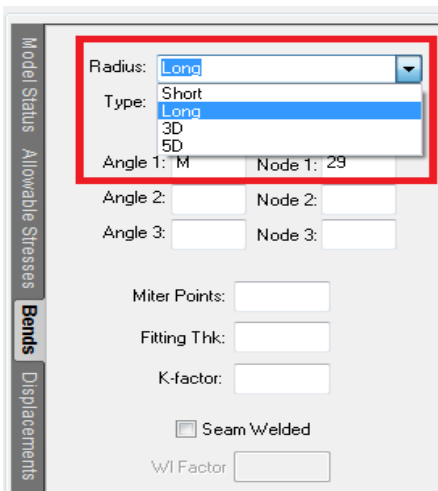 Model Status
Allowable Stresses
Bends
Displacements
Radius: Long
Type: Short
Long
3D
5D
Angle 1: M Node 1: 29
Angle 2: Node 2:
Angle 3: Node 3:
Miter Points:
Fitting Thk:
K-factor:
Seam Welded
WI Factor